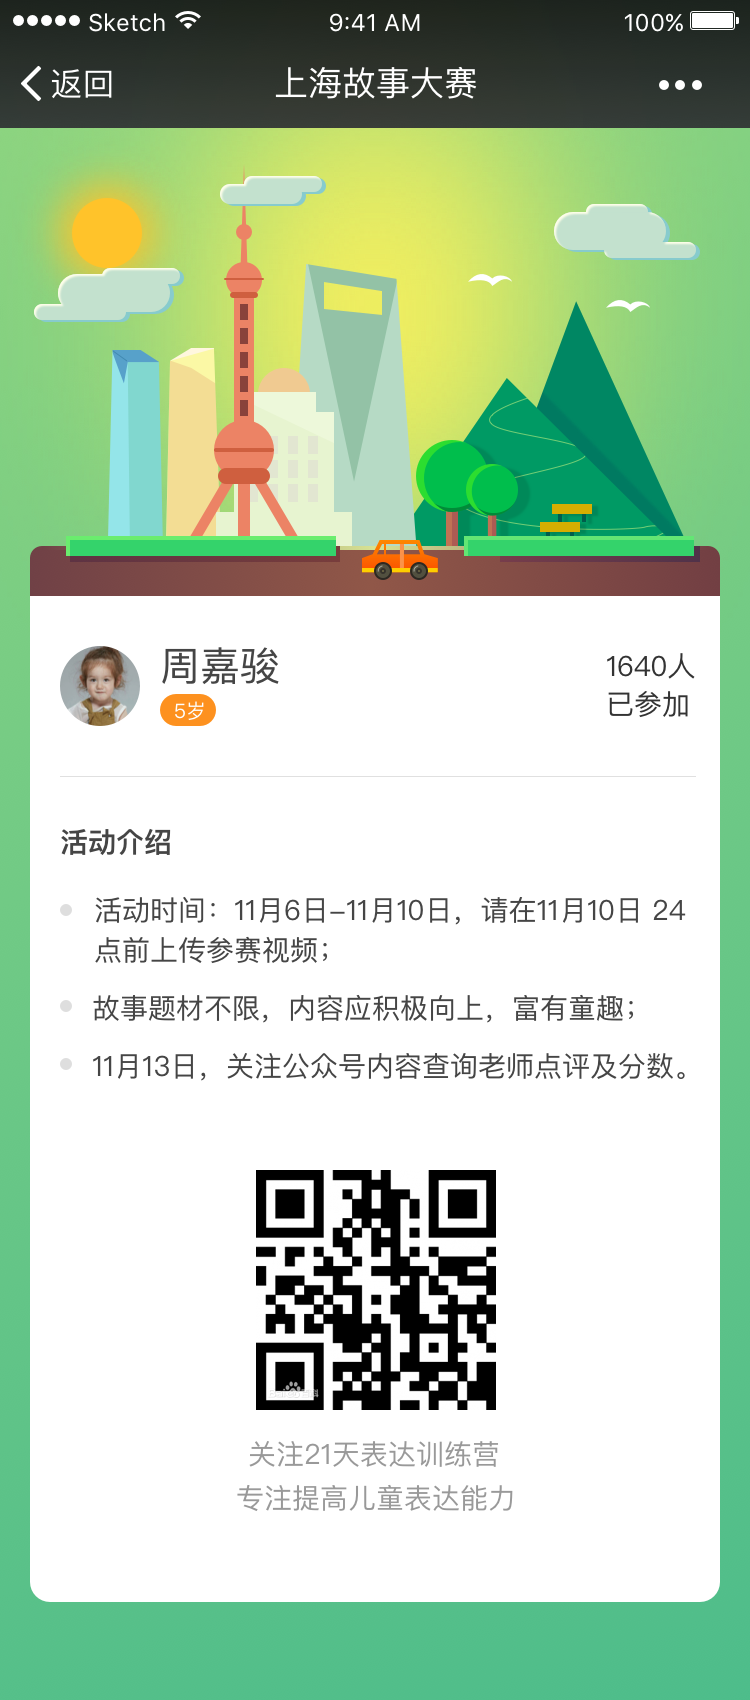 Sketch 9:41 AM 100%
返回 上海故事大赛
周嘉骏
1640人
5岁
已参加
活动介绍
活动时间：11月6日–11月10日，请在11月10日 24
点前上传参赛视频；
故事题材不限，内容应积极向上，富有童趣；
11月13日，关注公众号内容查询老师点评及分数。
关注21天表达训练营
专注提高儿童表达能力